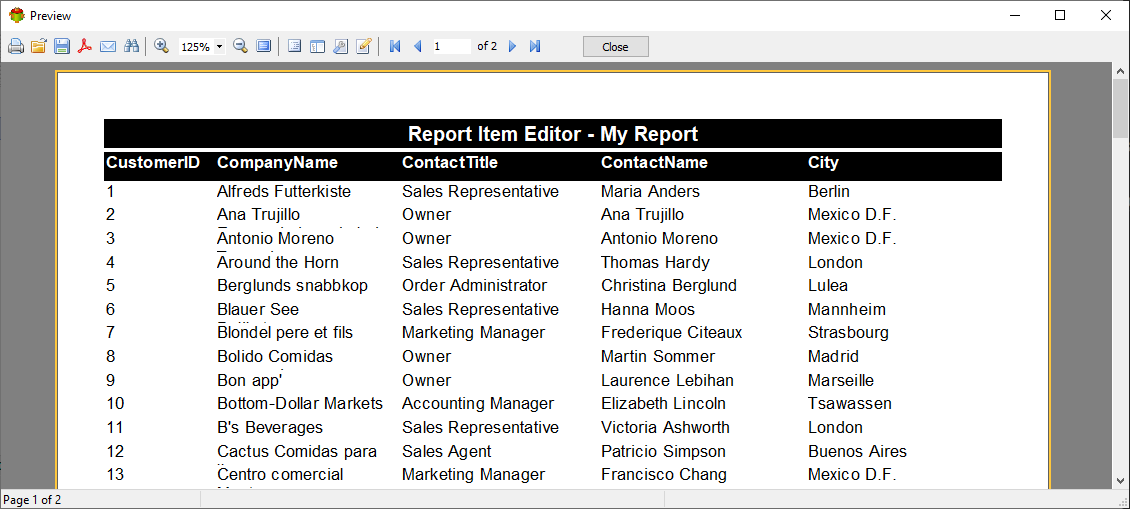 Preview
125% 1 of 2 Close
Report Item Editor - My Report
CustomerID CompanyName ContactTitle ContactName City
1 Alfreds Futterkiste Sales Representative Maria Anders Berlin
2 Ana Trujillo Owner Ana Trujillo Mexico D.F.
3 Antonio Moreno Owner Antonio Moreno Mexico D.F.
4 Around the Horn Sales Representative Thomas Hardy London
5 Berglunds snabbkop Order Administrator Christina Berglund Lulea
6 Blauer See Sales Representative Hanna Moos Mannheim
7 Blondel pere et fils Marketing Manager Frederique Citeaux Strasbourg
8 Bolido Comidas Owner Martin Sommer Madrid
9 Bon app' Owner Laurence Lebihan Marseille
10 Bottom-Dollar Markets Accounting Manager Elizabeth Lincoln Tsawassen
11 B's Beverages Sales Representative Victoria Ashworth London
12 Cactus Comidas para Sales Agent Patricio Simpson Buenos Aires
13 Centro comercial Marketing Manager Francisco Chang Mexico D.F.
Page 1 of 2